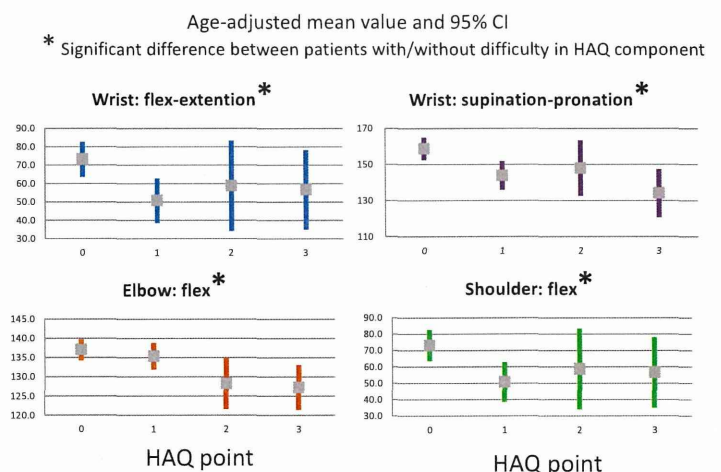 Age-adjusted mean value and 95% CI
* Significant difference between patients with/without difficulty in HAQ component
Wrist: flex-extention*
90.0
80.0
70.0
60.0
50.0
40.0
30.0
0 1 2 3
Wrist: supination-pronation*
170
150
130
110
0 1 2 3
Elbow: flex*
145.0
140.0
135.0
130.0
125.0
120.0
0 1 2 3
HAQ point
Shoulder: flex*
90.0
80.0
70.0
60.0
50.0
40.0
30.0
0 1 2 3
HAQ point